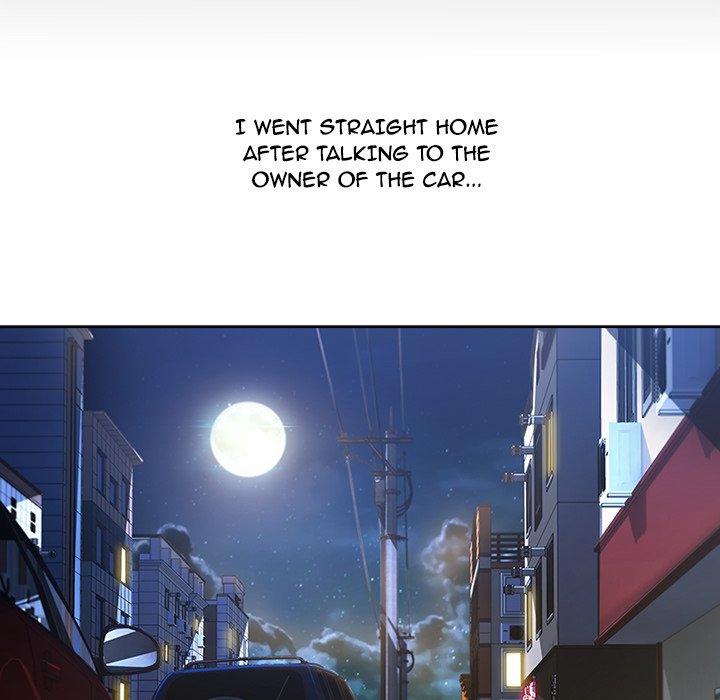 I WENT STRAIGHT HOME
AFTER TALKING TO THE
OWNER OF THE CAR...